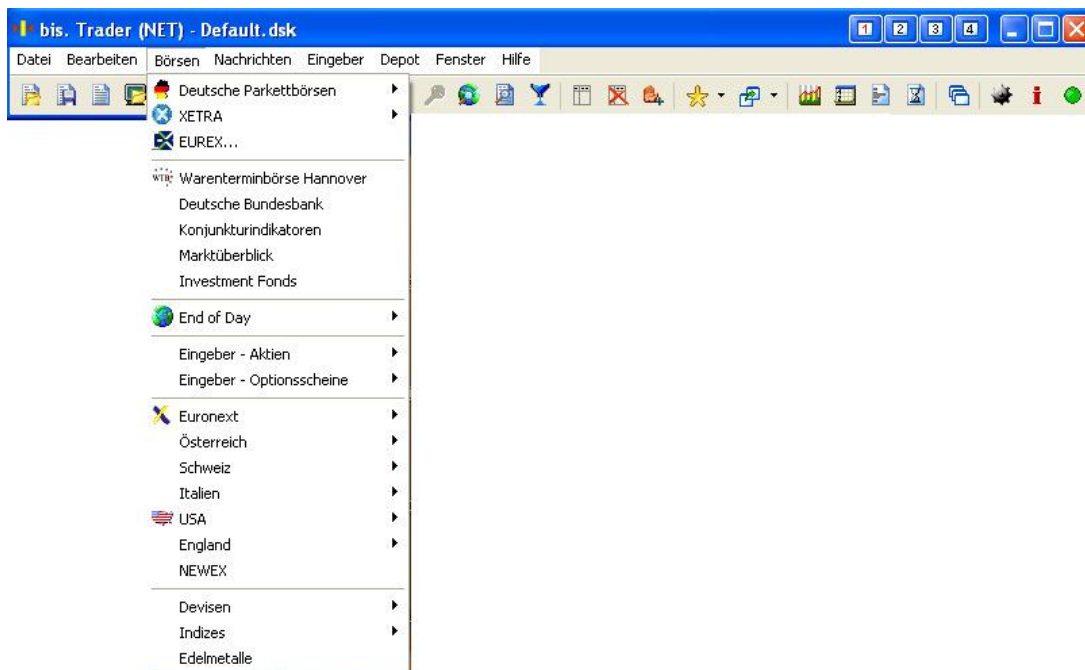 bis. Trader (NET) - Default.dsk 1 2 3 4
Datei Bearbeiten Börsen Nachrichten Eingeber Depot Fenster Hilfe
Deutsche Parkettbörsen
XETRA
EUREX...
WTB Warenterminbörse Hannover
Deutsche Bundesbank
Konjunkturindikatoren
Marktüberblick
Investment Fonds
End of Day
Eingeber - Aktien
Eingeber - Optionsscheine
Euronext
Österreich
Schweiz
Italien
USA
England
NEWEX
Devisen
Indizes
Edelmetalle